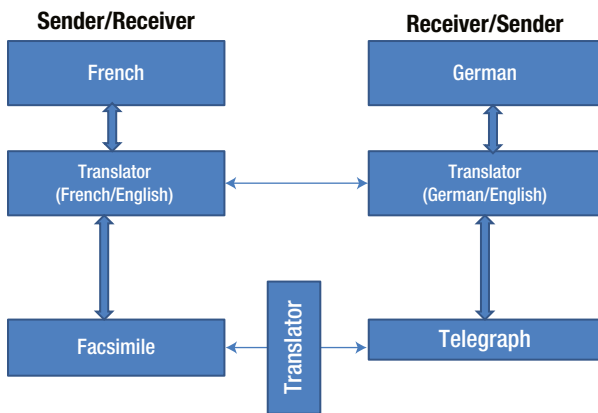 Sender/Receiver
Receiver/Sender
French
German
Translator
(French/English)
Translator
(German/English)
Facsimile
Translator
Telegraph